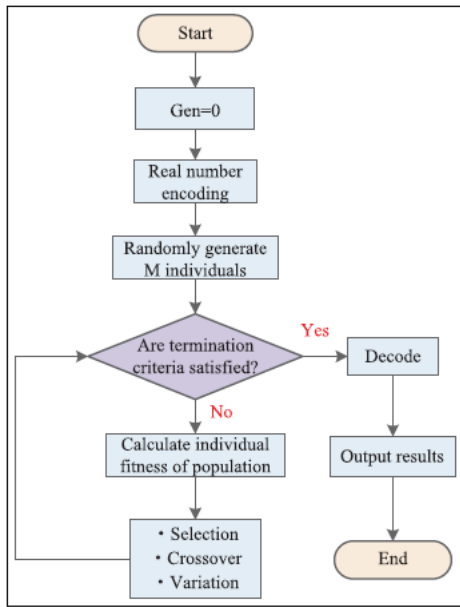 Start
Gen=0
Real number
encoding
Randomly generate
M individuals
Are termination
criteria satisfied?
Yes
Decode
No
Calculate individual
fitness of population
Output results
・Selection
・Crossover
・Variation
End